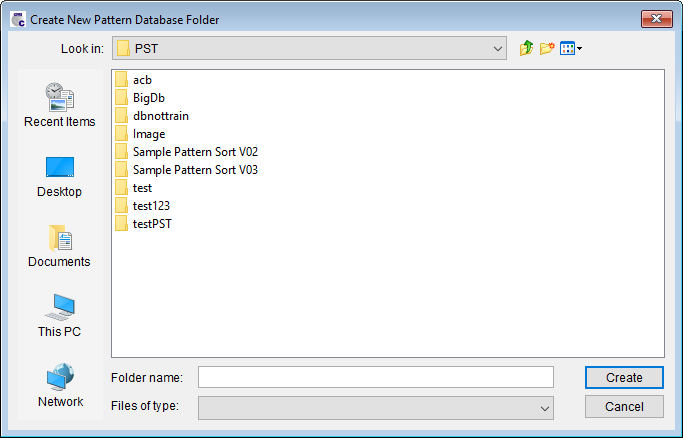 Create New Pattern Database Folder
Look in: PST
acb
BigDb
dbnottrain
Image
Sample Pattern Sort V02
Sample Pattern Sort V03
test
test123
testPST
Recent Items
Desktop
Documents
This PC
Network
Folder name:
Create
Files of type:
Cancel